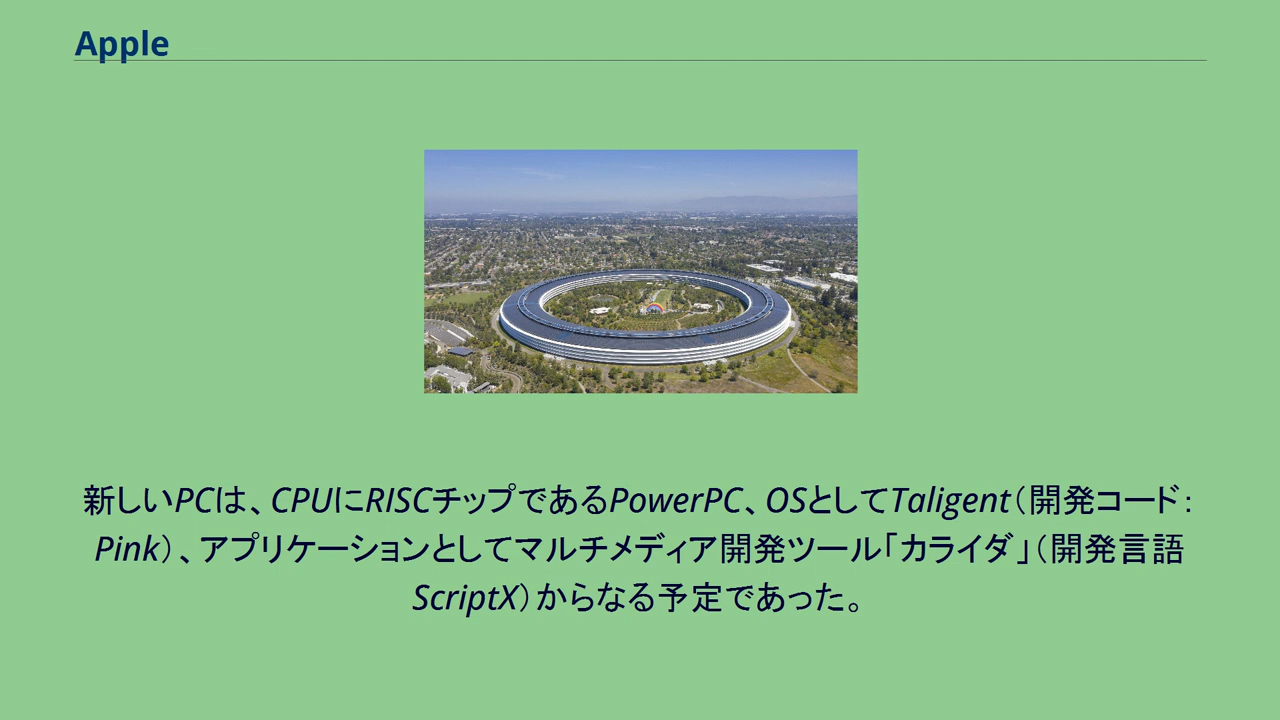 Apple
新しいPCは、CPUにRISCチップであるPowerPC、OSとしてTaligent（開発コード：
Pink）、アプリケーションとしてマルチメディア開発ツール「カライダ」（開発言語
ScriptX）からなる予定であった。